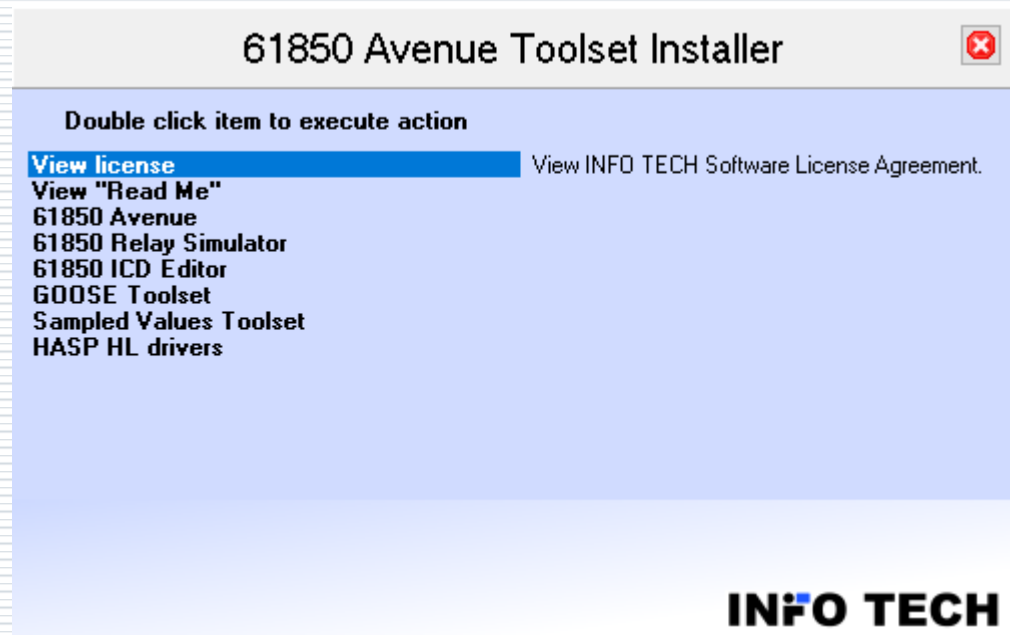 61850 Avenue Toolset Installer
Double click item to execute action
View license
View INFO TECH Software License Agreement.
View "Read Me"
61850 Avenue
61850 Relay Simulator
61850 ICD Editor
GOOSE Toolset
Sampled Values Toolset
HASP HL drivers
INFO TECH